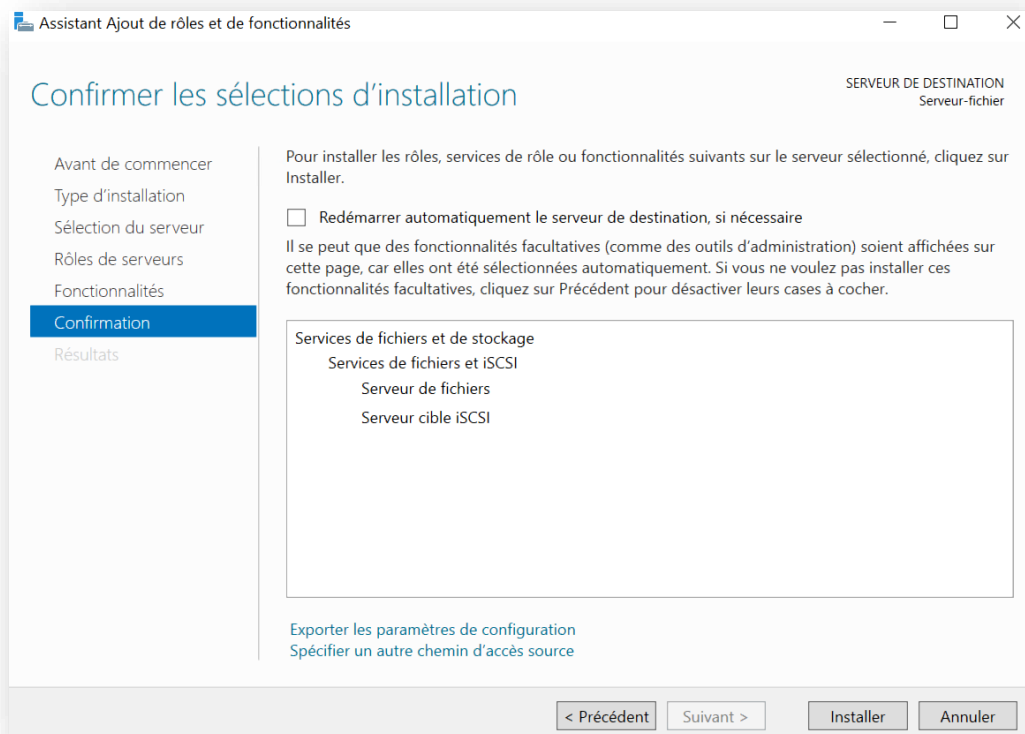 Assistant Ajout de rôles et de fonctionnalités
Confirmer les sélections d’installation
SERVEUR DE DESTINATION
Serveur-fichier
Avant de commencer
Type d’installation
Sélection du serveur
Rôles de serveurs
Fonctionnalités
Confirmation
Résultats
Pour installer les rôles, services de rôle ou fonctionnalités suivants sur le serveur sélectionné, cliquez sur
Installer.
Redémarrer automatiquement le serveur de destination, si nécessaire
Il se peut que des fonctionnalités facultatives (comme des outils d’administration) soient affichées sur
cette page, car elles ont été sélectionnées automatiquement. Si vous ne voulez pas installer ces
fonctionnalités facultatives, cliquez sur Précédent pour désactiver leurs cases à cocher.
Services de fichiers et de stockage
Services de fichiers et iSCSI
Serveur de fichiers
Serveur cible iSCSI
Exporter les paramètres de configuration
Spécifier un autre chemin d’accès source
< Précédent
Suivant >
Installer
Annuler